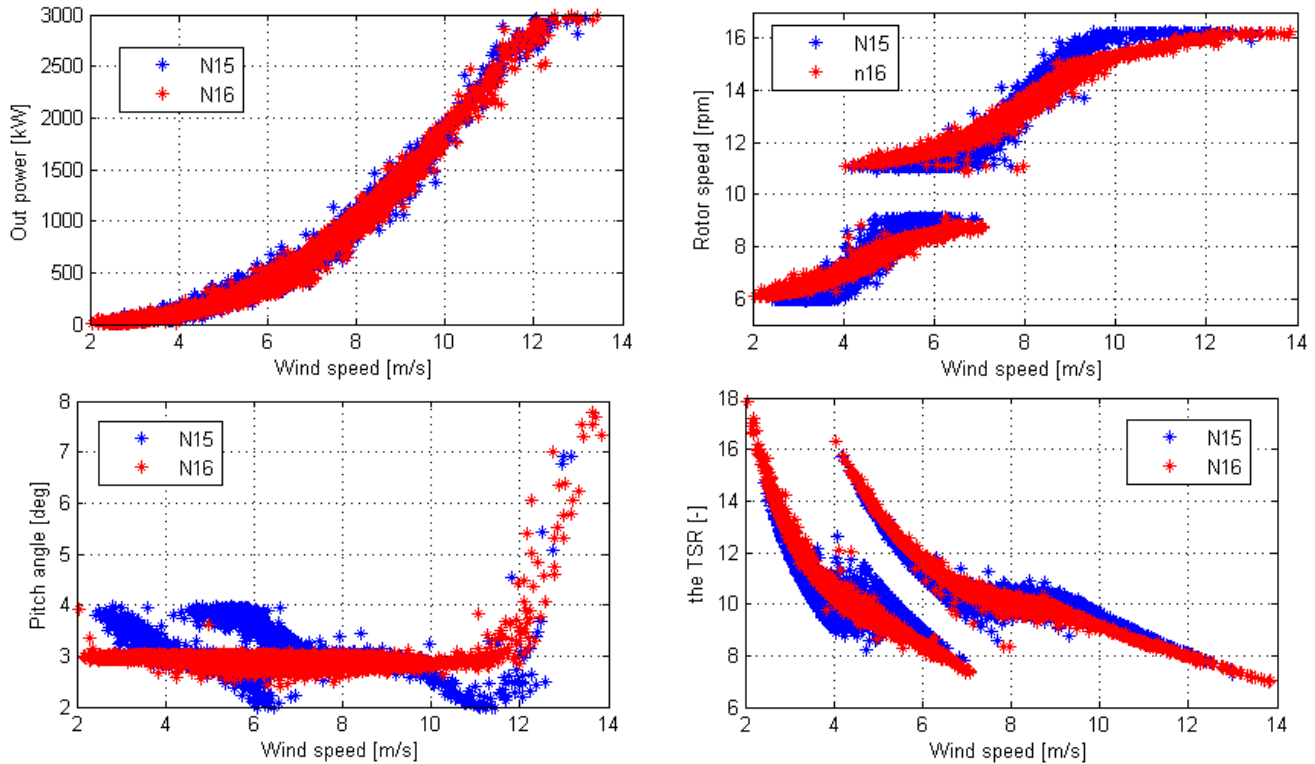 3000
2500
2000
1500
1000
500
0
Out power [kW]
N15
N16
2 4 6 8 10 12 14
Wind speed [m/s]
16
14
12
10
8
6
Rotor speed [rpm]
N15
n16
2 4 6 8 10 12 14
Wind speed [m/s]
8
7
6
5
4
3
2
Pitch angle [deg]
N15
N16
2 4 6 8 10 12 14
Wind speed [m/s]
18
16
14
12
10
8
6
the TSR [-]
N15
N16
2 4 6 8 10 12 14
Wind speed [m/s]